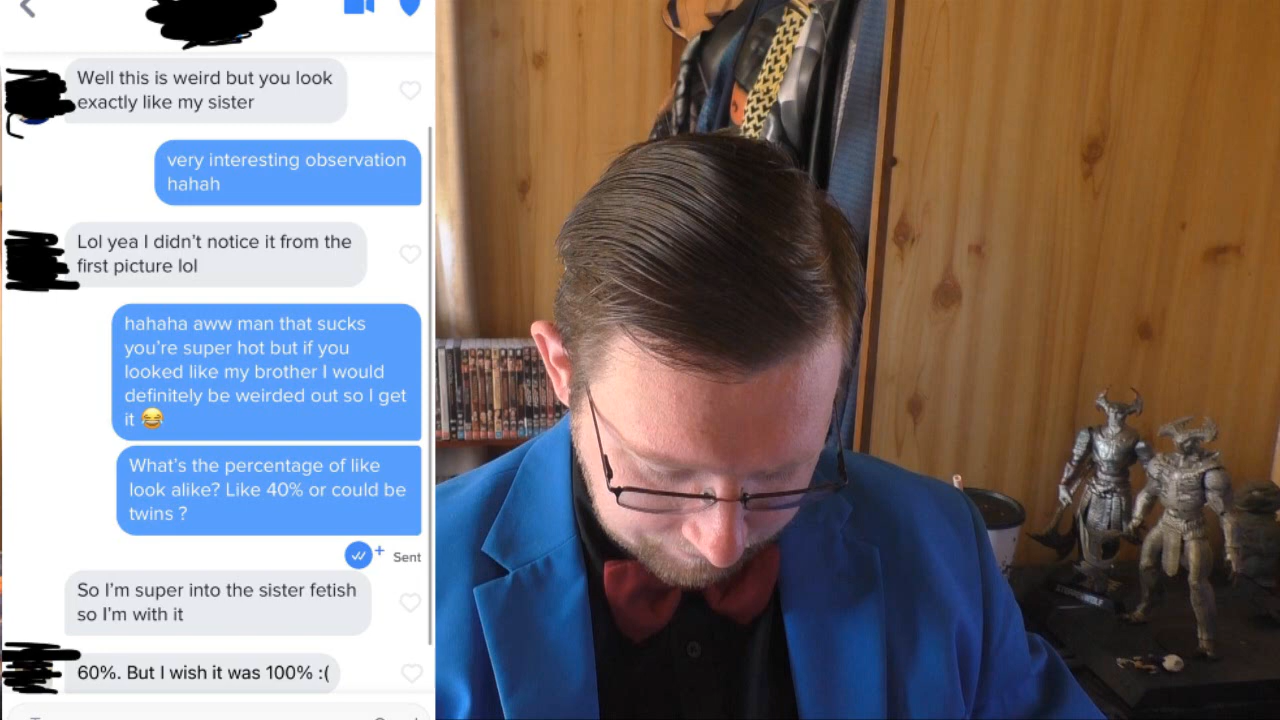 Well this is weird but you look
exactly like my sister
very interesting observation
hahah
Lol yea I didn't notice it from the
first picture lol
hahaha aww man that sucks
you're super hot but if you
looked like my brother I would
definitely be weirded out so I get
it 😂
What's the percentage of like
look alike? Like 40% or could be
twins ?
Sent
So I'm super into the sister fetish
so I'm with it
60%. But I wish it was 100% :(